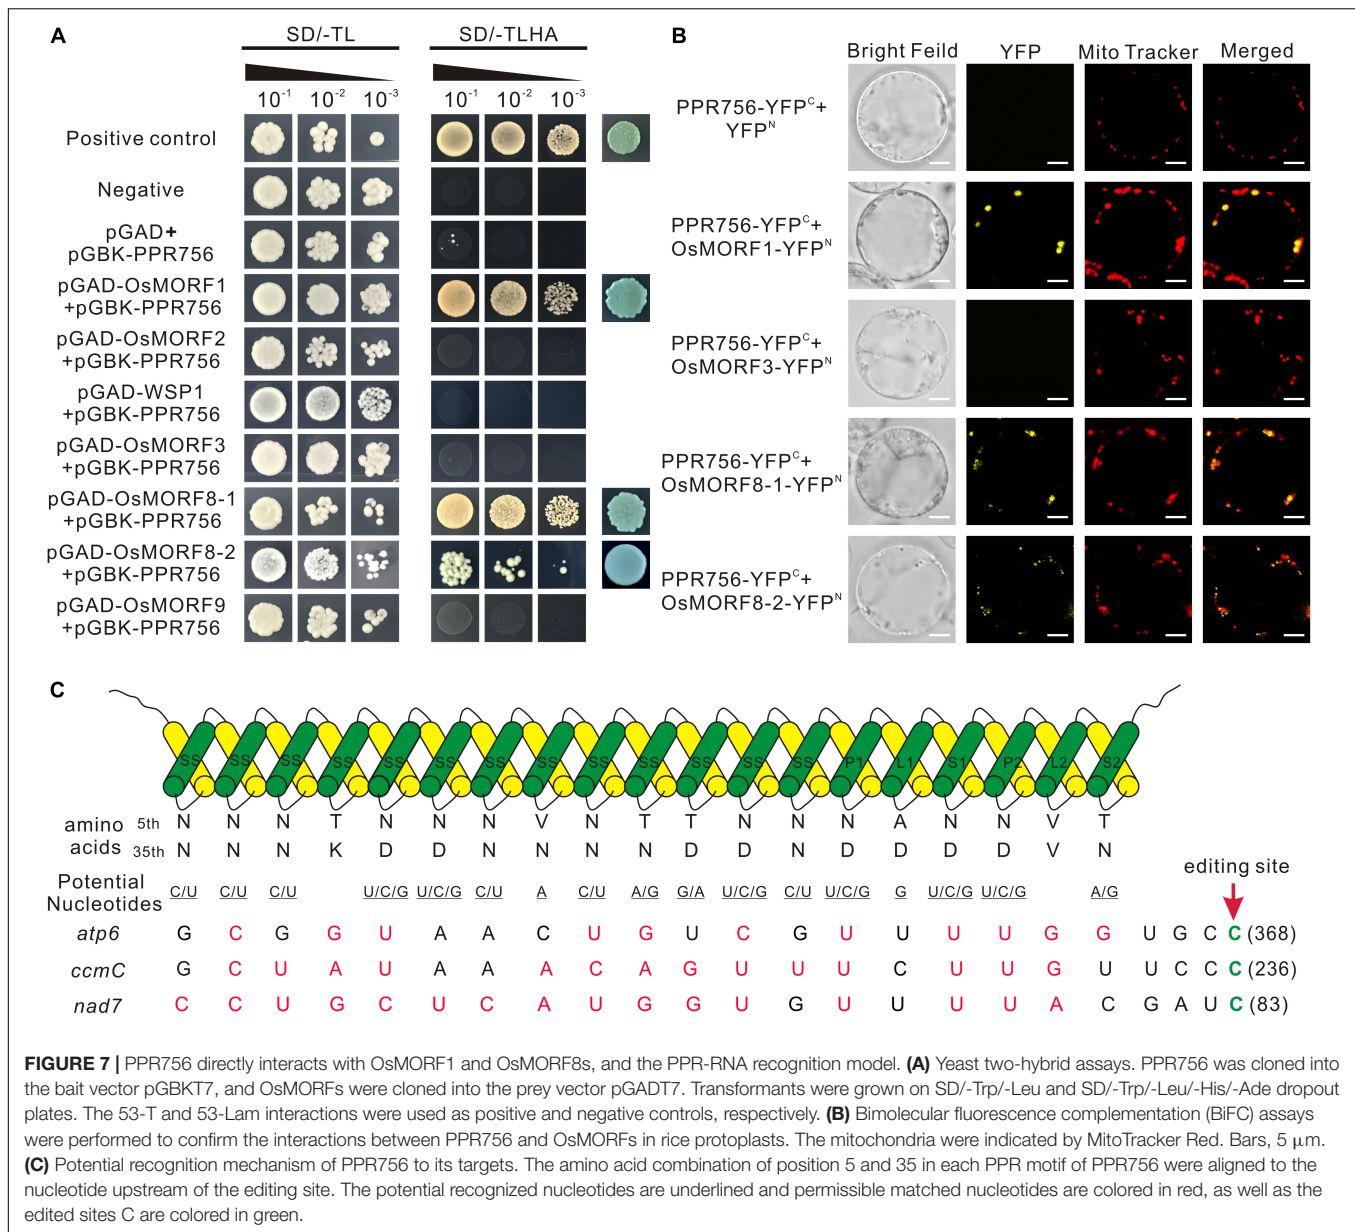 A
SD/-TL
SD/-TLHA
10-1 10-2 10-3 10-1 10-2 10-3
Positive control
Negative
pGAD+
pGBK-PPR756
pGAD-OsMORF1
+pGBK-PPR756
pGAD-OsMORF2
+pGBK-PPR756
pGAD-WSP1
+pGBK-PPR756
pGAD-OsMORF3
+pGBK-PPR756
pGAD-OsMORF8-1
+pGBK-PPR756
pGAD-OsMORF8-2
+pGBK-PPR756
pGAD-OsMORF9
+pGBK-PPR756
B
Bright Feild YFP Mito Tracker Merged
PPR756-YFPC+
YFPN
PPR756-YFPC+
OsMORF1-YFPN
PPR756-YFPC+
OsMORF3-YFPN
PPR756-YFPC+
OsMORF8-1-YFPN
PPR756-YFPC+
OsMORF8-2-YFPN
C
SS SS SS SS SS SS SS SS SS SS SS SS SS P1 L1 S1 P2 L2 S2
amino acids
5th N N N T N N N V N T T N N N A N N V T
35th N N N K D D N N N N D D N D D D D V N
editing site
Potential Nucleotides
C/U C/U C/U U/C/G U/C/G C/U A C/U A/G G/A U/C/G C/U U/C/G G U/C/G U/C/G A/G
atp6 G C G G U A A C U G U C G U U U U G G U G C C (368)
ccmC G C U A U A A A C A G U U U C U U G U U C C C (236)
nad7 C C U G C U C A U G G U G U U U U A C G A U C (83)
FIGURE 7 | PPR756 directly interacts with OsMORF1 and OsMORF8s, and the PPR-RNA recognition model. (A) Yeast two-hybrid assays. PPR756 was cloned into
the bait vector pGBKT7, and OsMORFs were cloned into the prey vector pGADT7. Transformants were grown on SD/-Trp/-Leu and SD/-Trp/-Leu/-His/-Ade dropout
plates. The 53-T and 53-Lam interactions were used as positive and negative controls, respectively. (B) Bimolecular fluorescence complementation (BiFC) assays
were performed to confirm the interactions between PPR756 and OsMORFs in rice protoplasts. The mitochondria were indicated by MitoTracker Red. Bars, 5 μm.
(C) Potential recognition mechanism of PPR756 to its targets. The amino acid combination of position 5 and 35 in each PPR motif of PPR756 were aligned to the
nucleotide upstream of the editing site. The potential recognized nucleotides are underlined and permissible matched nucleotides are colored in red, as well as the
edited sites C are colored in green.